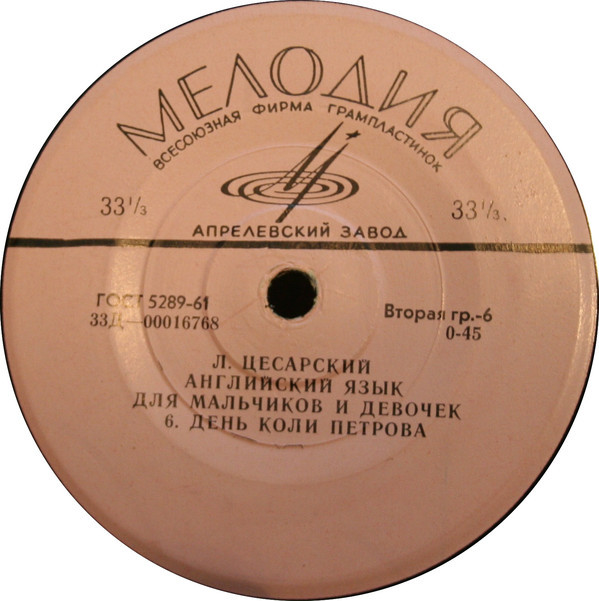 МЕЛОДИЯ
ВСЕСОЮЗНАЯ ФИРМА ГРАМПЛАСТИНОК
33⅓ 33⅓.
АПРЕЛЕВСКИЙ ЗАВОД
ГОСТ 5289-61 Вторая гр.-6
33Д—00016768 0-45
Л. ЦЕСАРСКИЙ
АНГЛИЙСКИЙ ЯЗЫК
ДЛЯ МАЛЬЧИКОВ И ДЕВОЧЕК
6. ДЕНЬ КОЛИ ПЕТРОВА